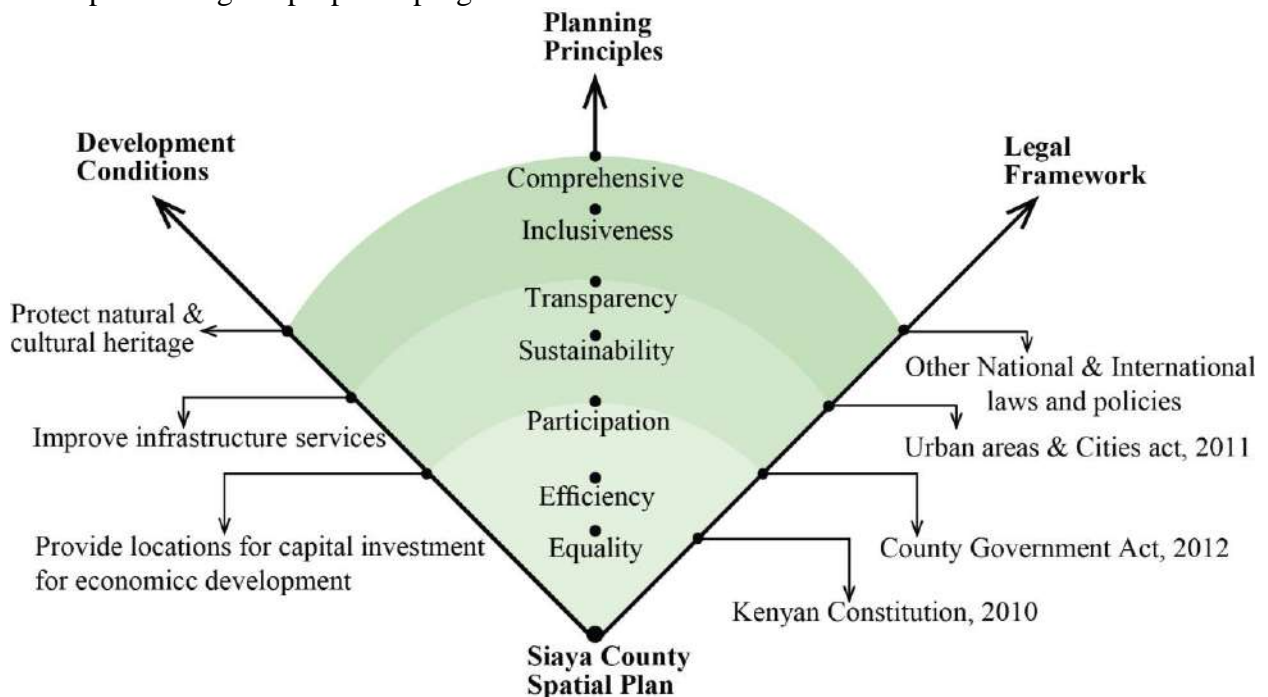 Planning
Principles
Development
Conditions
Legal
Framework
Comprehensive
Inclusiveness
Transparency
Sustainability
Participation
Efficiency
Equality
Protect natural &
cultural heritage
Improve infrastructure services
Provide locations for capital investment
for economicc development
Other National & International
laws and policies
Urban areas & Cities act, 2011
County Government Act, 2012
Kenyan Constitution, 2010
Siaya County
Spatial Plan